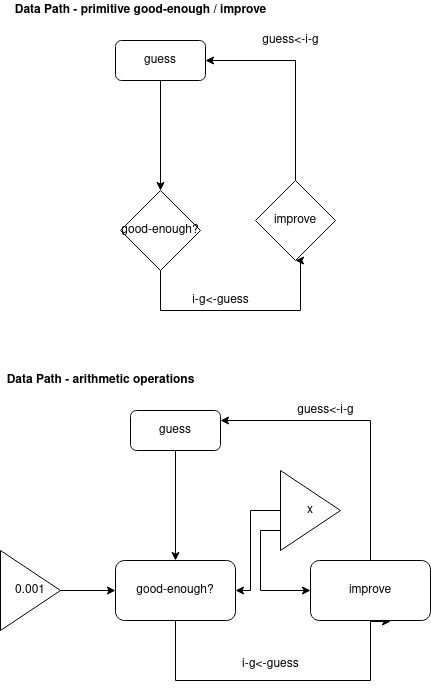 Data Path - primitive good-enough / improve
guess<-i-g
guess
good-enough?
improve
i-g<-guess
Data Path - arithmetic operations
guess<-i-g
guess
x
0.001
good-enough?
improve
i-g<-guess